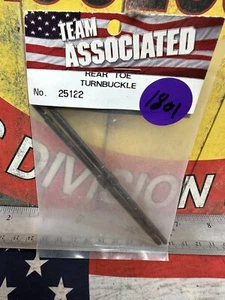 TEAM
ASSOCIATED
REAR TOE
TURNBUCKLE
No. 25122
1801
DIVISION